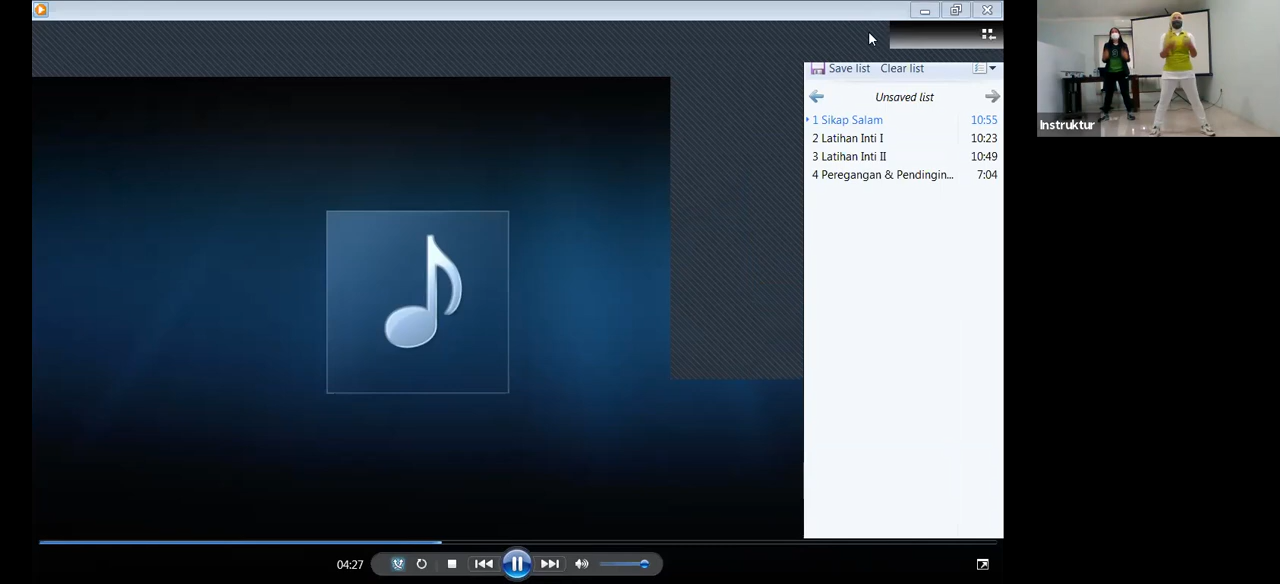 Save list Clear list
Unsaved list
1 Sikap Salam 10:55
2 Latihan Inti I 10:23
3 Latihan Inti II 10:49
4 Peregangan & Pendingin... 7:04
Instruktur
04:27